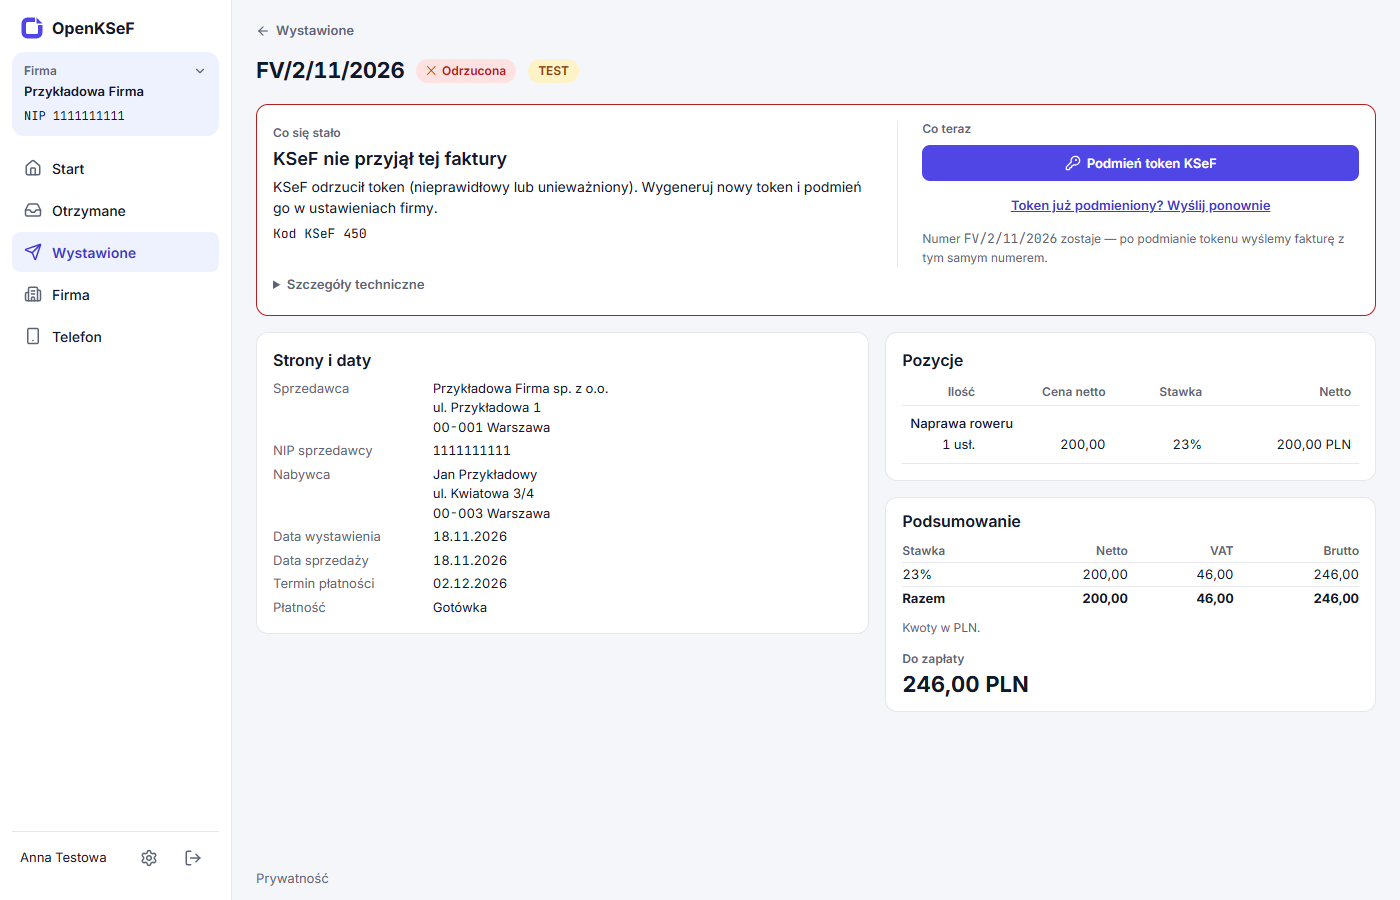 OpenKSeF
Firma
Przykładowa Firma
NIP 1111111111
Start
Otrzymane
Wystawione
Firma
Telefon
Anna Testowa
Wystawione
FV/2/11/2026
Odrzucona
TEST
Co się stało
KSeF nie przyjął tej faktury
KSeF odrzucił token (nieprawidłowy lub unieważniony). Wygeneruj nowy token i podmień
go w ustawieniach firmy.
Kod KSeF 450
Szczegóły techniczne
Co teraz
Podmień token KSeF
Token już podmieniony? Wyślij ponownie
Numer FV/2/11/2026 zostaje — po podmianie tokenu wyślemy fakturę z
tym samym numerem.
Strony i daty
Sprzedawca Przykładowa Firma sp. z o.o.
ul. Przykładowa 1
00-001 Warszawa
NIP sprzedawcy 1111111111
Nabywca Jan Przykładowy
ul. Kwiatowa 3/4
00-003 Warszawa
Data wystawienia 18.11.2026
Data sprzedaży 18.11.2026
Termin płatności 02.12.2026
Płatność Gotówka
Pozycje
Ilość Cena netto Stawka Netto
Naprawa roweru
1 usł. 200,00 23% 200,00 PLN
Podsumowanie
Stawka Netto VAT Brutto
23% 200,00 46,00 246,00
Razem 200,00 46,00 246,00
Kwoty w PLN.
Do zapłaty
246,00 PLN
Prywatność